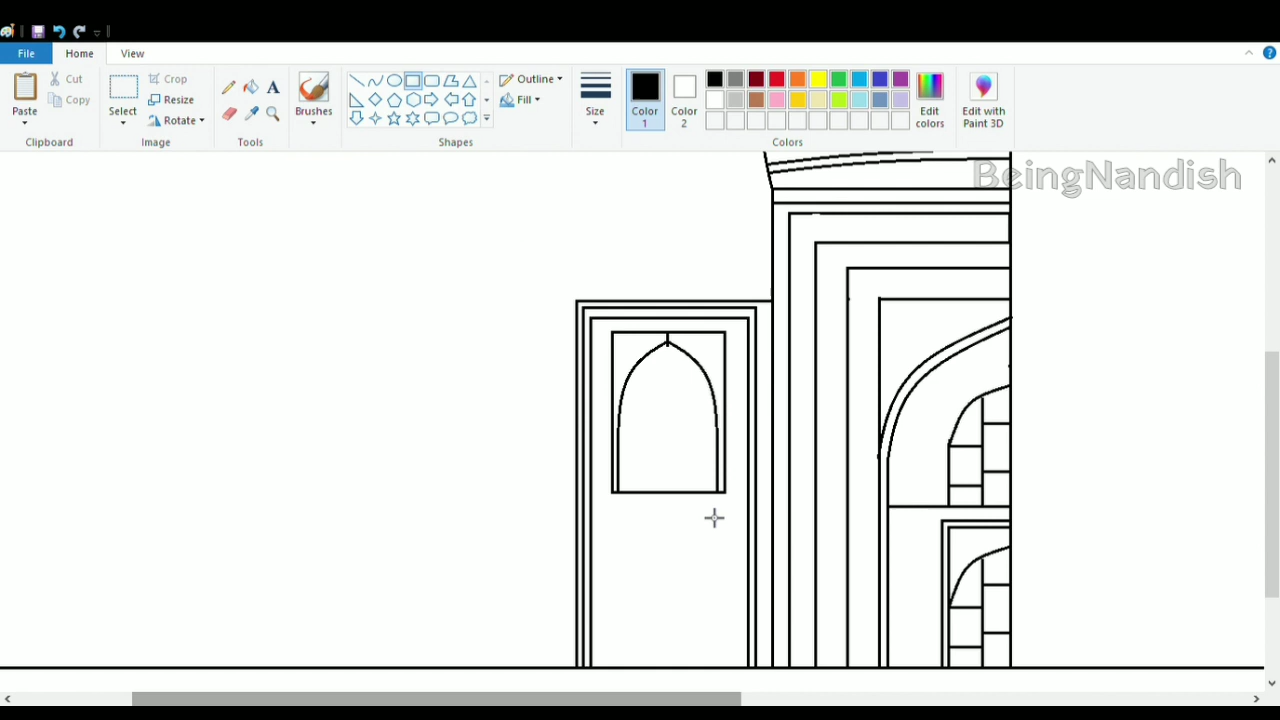 File Home View
Paste
Cut
Copy
Clipboard
Select
Crop
Resize
Rotate
Image
Tools
Brushes
Shapes
Outline
Fill
Size
Color
1
Color
2
Colors
Edit
colors
Edit with
Paint 3D
BeingNandish